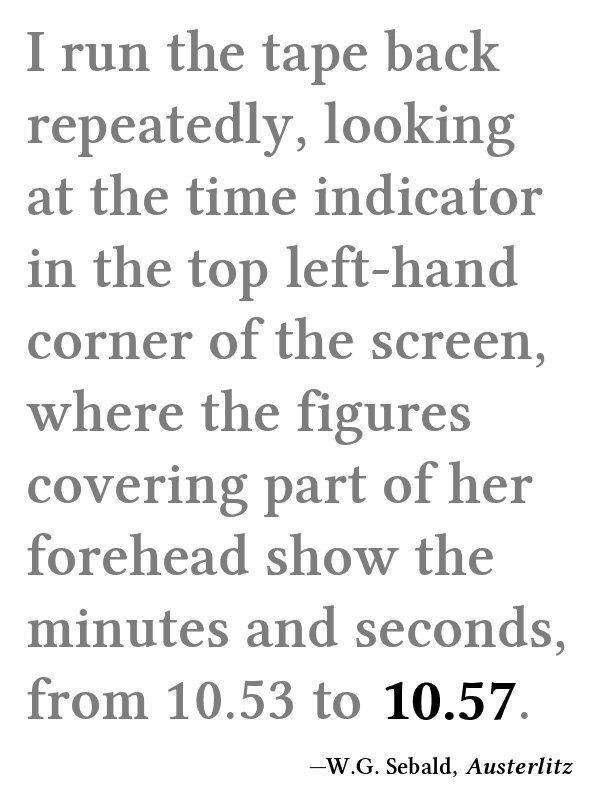 I run the tape back
repeatedly, looking
at the time indicator
in the top left-hand
corner of the screen,
where the figures
covering part of her
forehead show the
minutes and seconds,
from 10.53 to 10.57.
—W.G. Sebald, Austerlitz